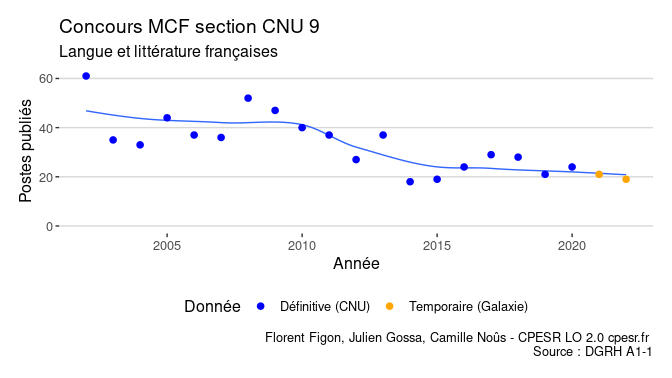 Concours MCF section CNU 9
Langue et littérature françaises
Postes publiés
60
40
20
0
2005 2010 2015 2020
Année
Donnée Définitive (CNU) Temporaire (Galaxie)
Florent Figon, Julien Gossa, Camille Noûs - CPESR LO 2.0 cpesr.fr
Source : DGRH A1-1